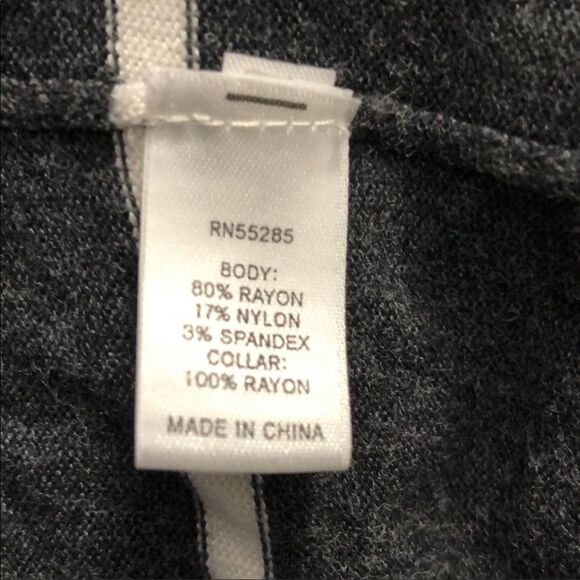 RN55285
BODY:
80% RAYON
17% NYLON
3% SPANDEX
COLLAR:
100% RAYON
MADE IN CHINA